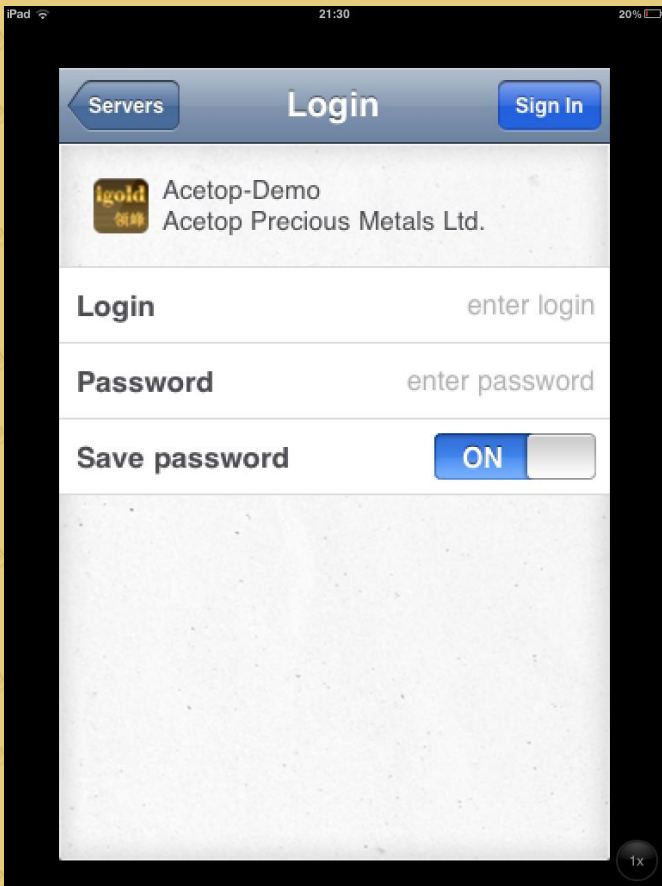 iPad 21:30 20%
Servers Login Sign In
igold
领峰
Acetop-Demo
Acetop Precious Metals Ltd.
Login enter login
Password enter password
Save password ON
1x